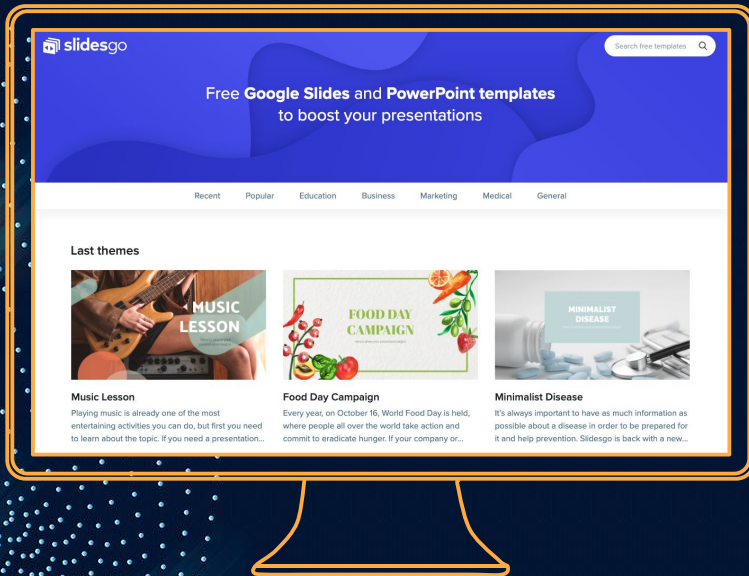 slidesgo
Search free templates
Free Google Slides and PowerPoint templates
to boost your presentations
Recent Popular Education Business Marketing Medical General
Last themes
MUSIC
LESSON
FOOD DAY
CAMPAIGN
MINIMALIST
DISEASE
Music Lesson
Playing music is already one of the most
entertaining activities you can do, but first you need
to learn about the topic. If you need a presentation...
Food Day Campaign
Every year, on October 16, World Food Day is held,
where people all over the world take action and
commit to eradicate hunger. If your company or...
Minimalist Disease
It's always important to have as much information as
possible about a disease in order to be prepared for
it and help prevention. Slidesgo is back with a new...